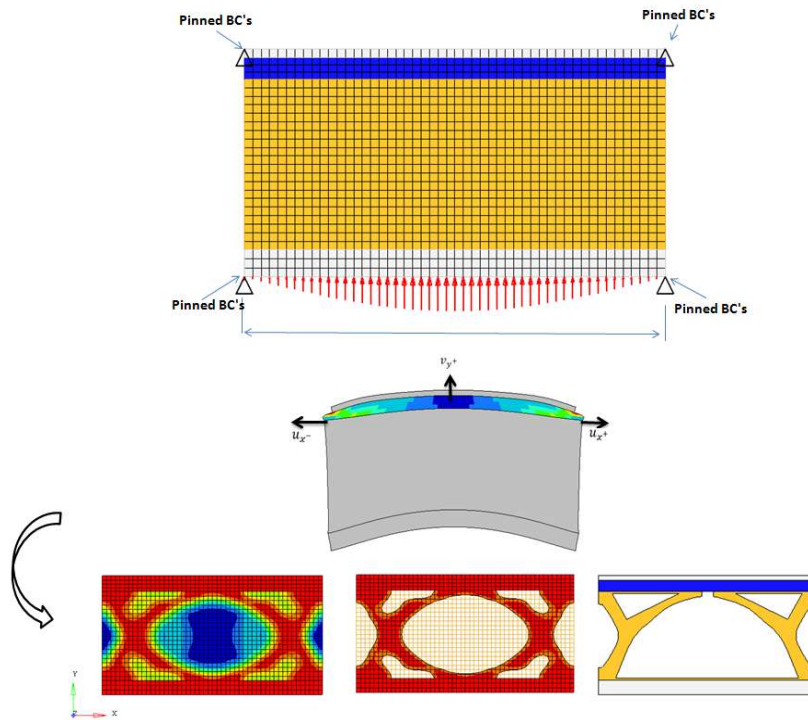 Pinned BC's
Pinned BC's
Pinned BC's
Pinned BC's
v_y+
u_x-
u_x+
Y
Z
X